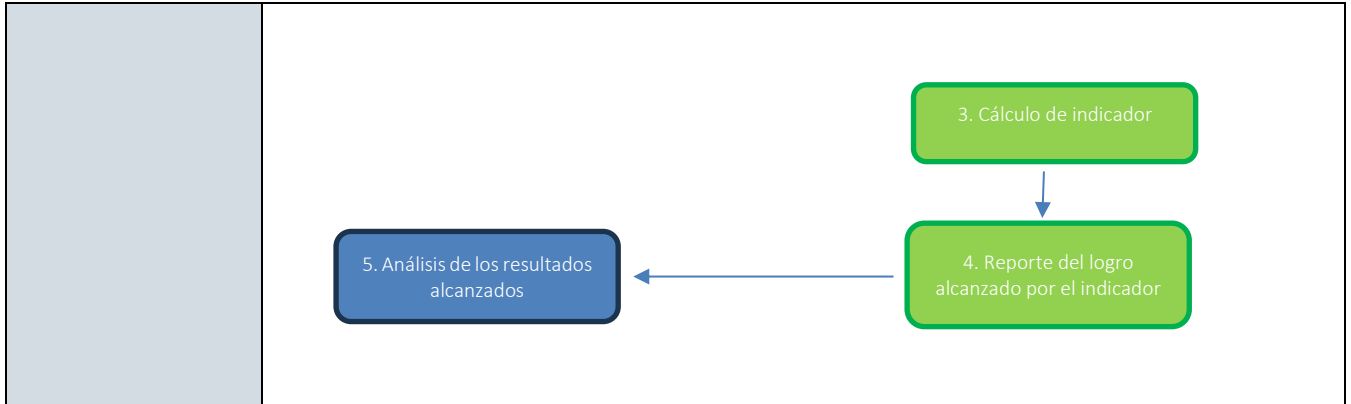 3. Cálculo de indicador
4. Reporte del logro
alcanzado por el indicador
5. Análisis de los resultados
alcanzados